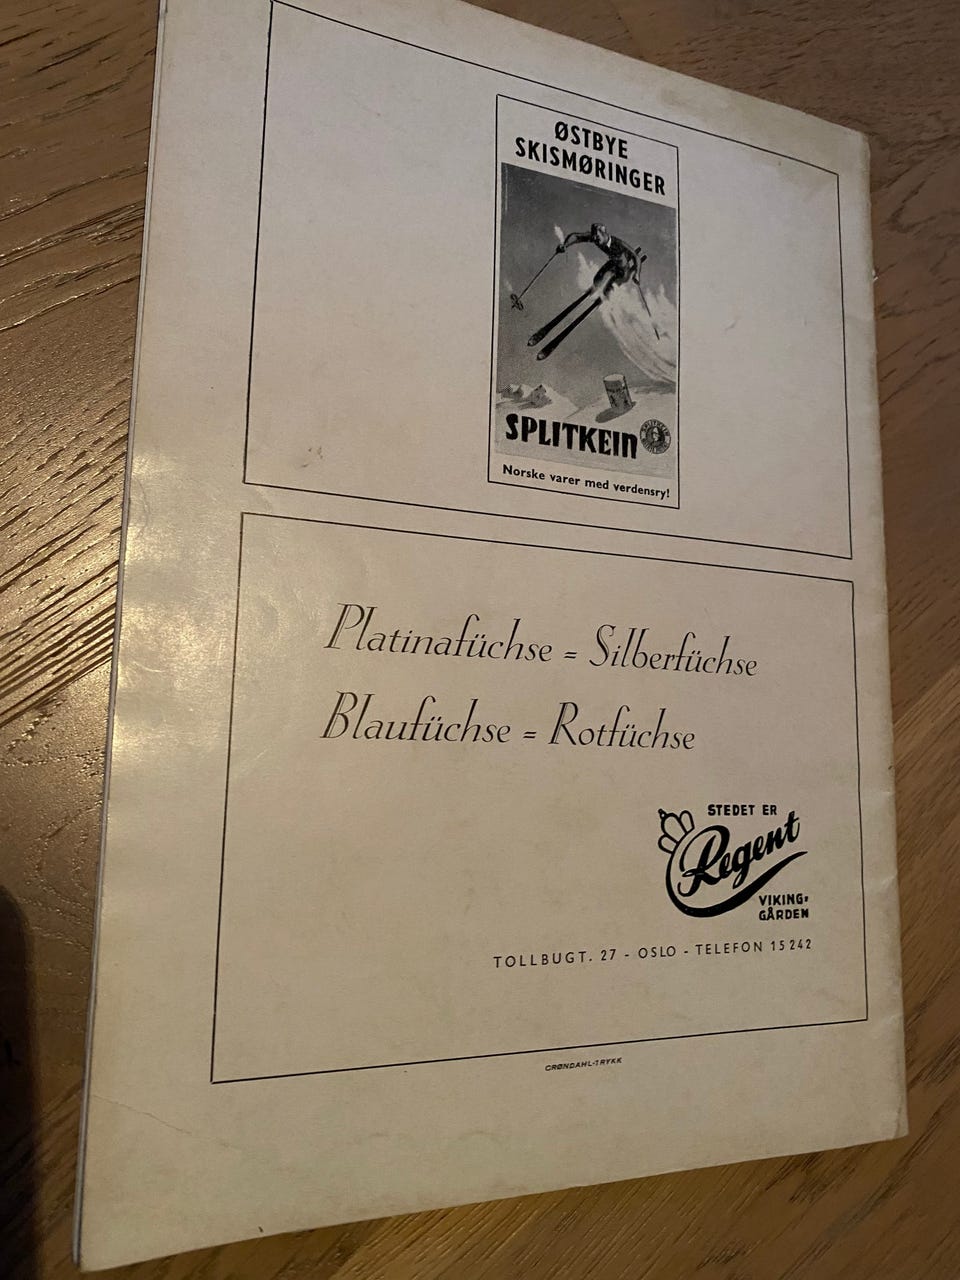 ØSTBYE
SKISMØRINGER
SPLITKEIN
Norske varer med verdensry!
Platinafüchse = Silberfüchse
Blaufüchse = Rotfüchse
STEDET ER
Regent
VIKING-
GÅRDEN
TOLLBUGT. 27 - OSLO - TELEFON 15242
GRØNDAHL-TRYKK